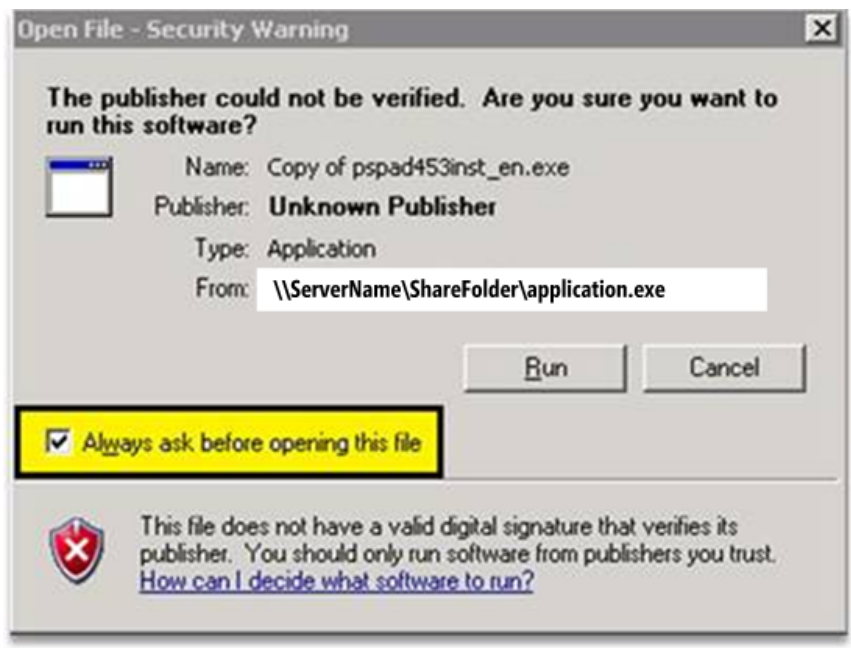 Open File - Security Warning
The publisher could not be verified.  Are you sure you want to
run this software?
Name: Copy of pspad453inst_en.exe
Publisher: Unknown Publisher
Type: Application
From: \\ServerName\ShareFolder\application.exe
Run Cancel
Always ask before opening this file
This file does not have a valid digital signature that verifies its
publisher.  You should only run software from publishers you trust.
How can I decide what software to run?